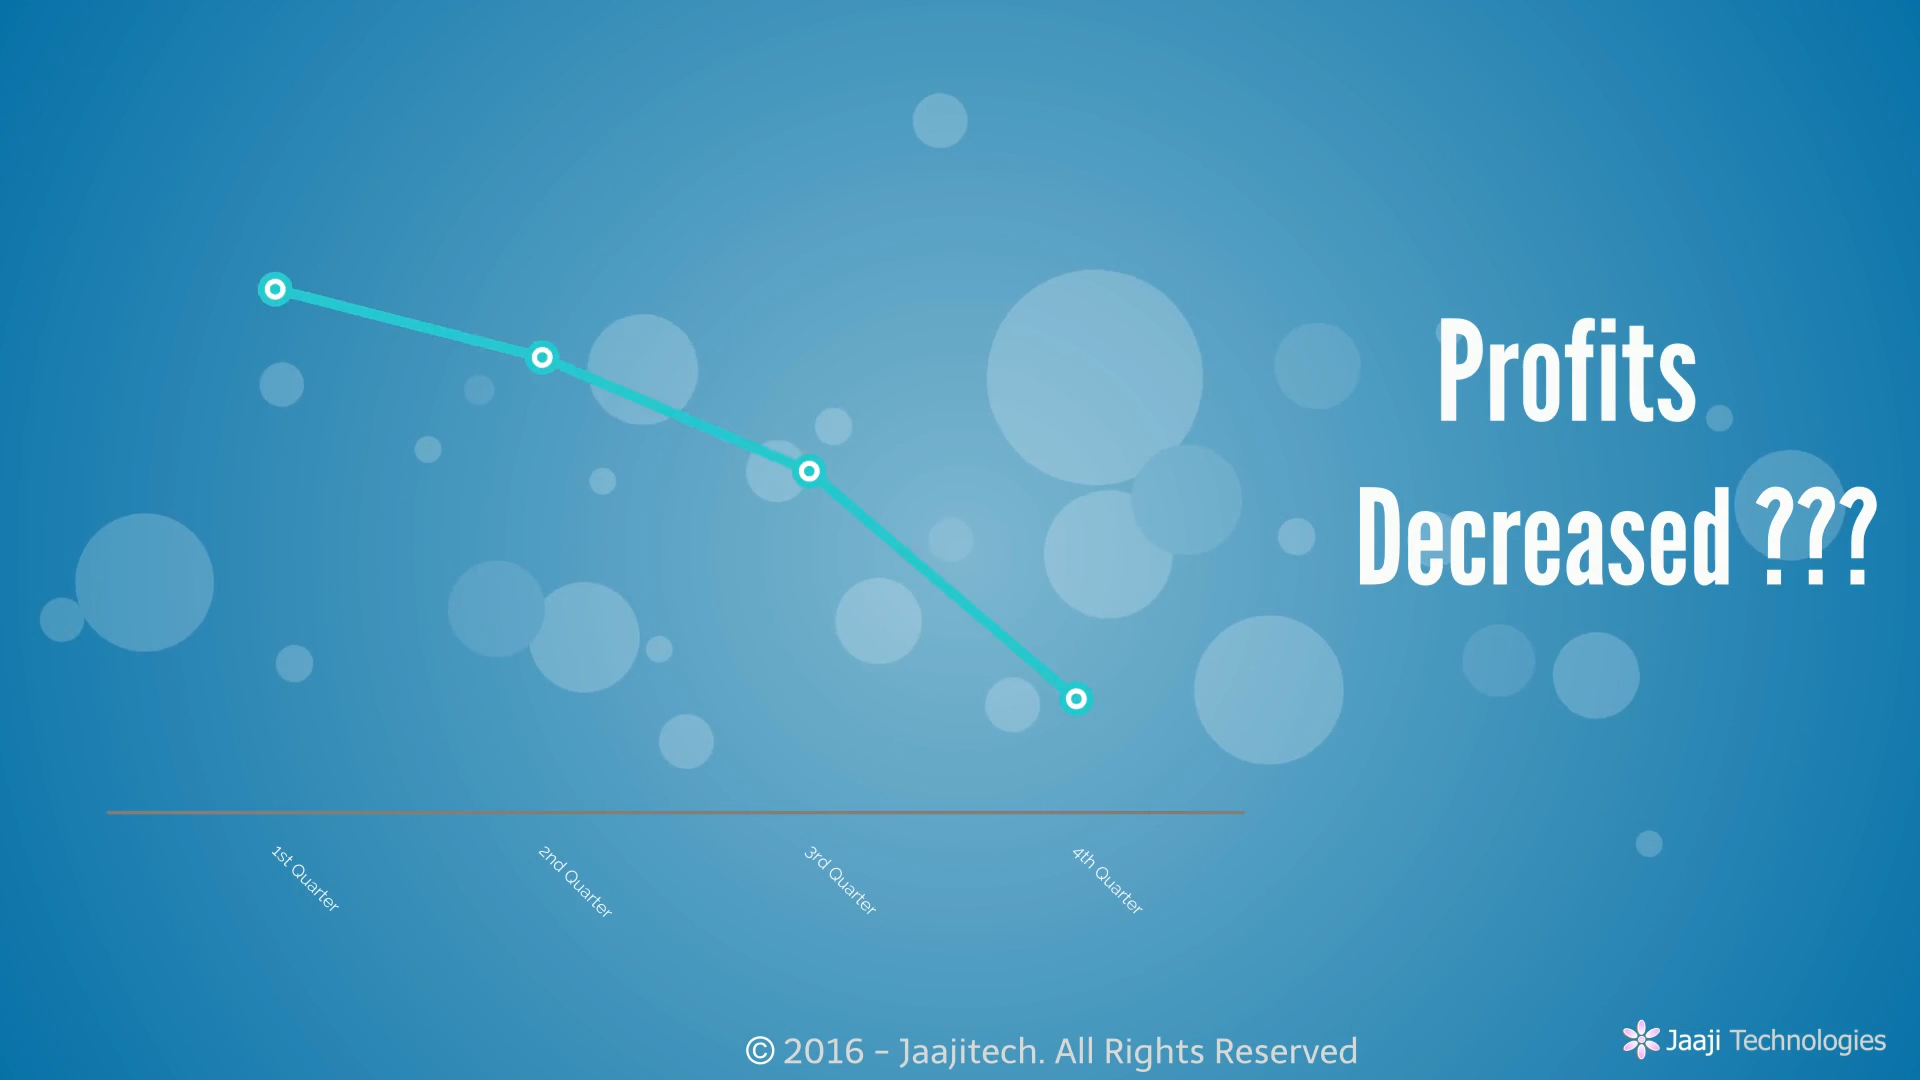 Profits
Decreased ???
1st Quarter
2nd Quarter
3rd Quarter
4th Quarter
© 2016 - Jaajitech. All Rights Reserved
Jaaji Technologies